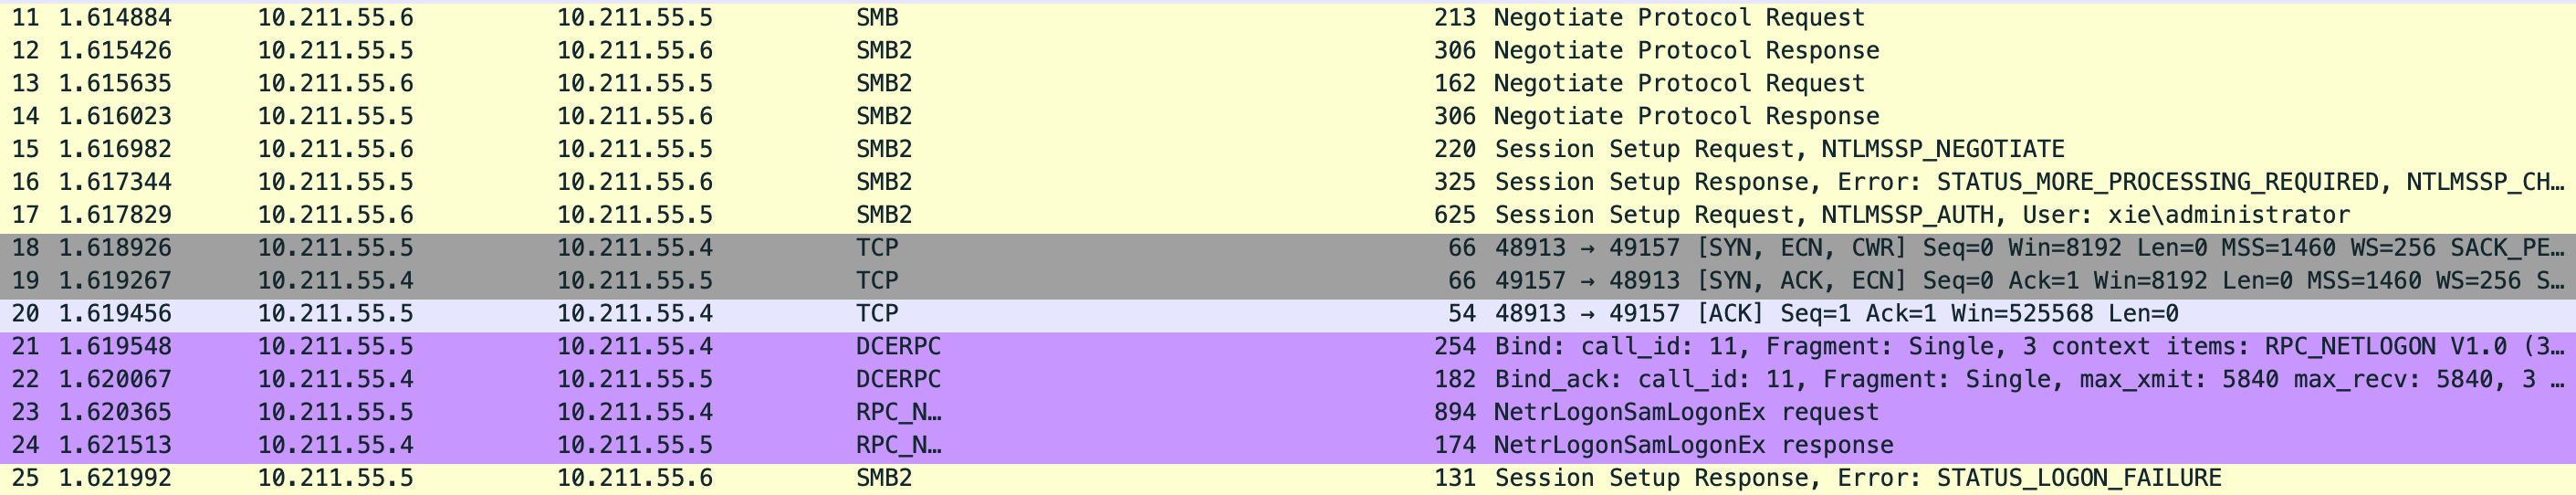 11 1.614884 10.211.55.6 10.211.55.5 SMB 213 Negotiate Protocol Request
12 1.615426 10.211.55.5 10.211.55.6 SMB2 306 Negotiate Protocol Response
13 1.615635 10.211.55.6 10.211.55.5 SMB2 162 Negotiate Protocol Request
14 1.616023 10.211.55.5 10.211.55.6 SMB2 306 Negotiate Protocol Response
15 1.616982 10.211.55.6 10.211.55.5 SMB2 220 Session Setup Request, NTLMSSP_NEGOTIATE
16 1.617344 10.211.55.5 10.211.55.6 SMB2 325 Session Setup Response, Error: STATUS_MORE_PROCESSING_REQUIRED, NTLMSSP_CH…
17 1.617829 10.211.55.6 10.211.55.5 SMB2 625 Session Setup Request, NTLMSSP_AUTH, User: xie\administrator
18 1.618926 10.211.55.5 10.211.55.4 TCP 66 48913 → 49157 [SYN, ECN, CWR] Seq=0 Win=8192 Len=0 MSS=1460 WS=256 SACK_PE…
19 1.619267 10.211.55.4 10.211.55.5 TCP 66 49157 → 48913 [SYN, ACK, ECN] Seq=0 Ack=1 Win=8192 Len=0 MSS=1460 WS=256 S…
20 1.619456 10.211.55.5 10.211.55.4 TCP 54 48913 → 49157 [ACK] Seq=1 Ack=1 Win=525568 Len=0
21 1.619548 10.211.55.5 10.211.55.4 DCERPC 254 Bind: call_id: 11, Fragment: Single, 3 context items: RPC_NETLOGON V1.0 (3…
22 1.620067 10.211.55.4 10.211.55.5 DCERPC 182 Bind_ack: call_id: 11, Fragment: Single, max_xmit: 5840 max_recv: 5840, 3 …
23 1.620365 10.211.55.5 10.211.55.4 RPC_N… 894 NetrLogonSamLogonEx request
24 1.621513 10.211.55.4 10.211.55.5 RPC_N… 174 NetrLogonSamLogonEx response
25 1.621992 10.211.55.5 10.211.55.6 SMB2 131 Session Setup Response, Error: STATUS_LOGON_FAILURE